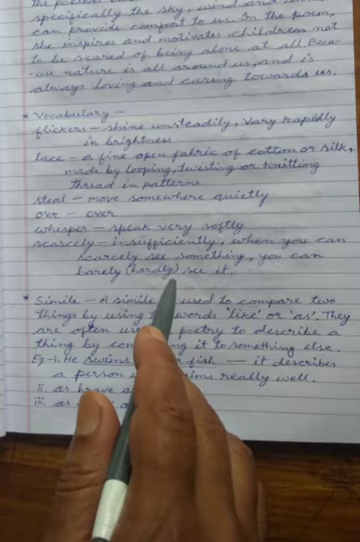 specifically the sky, wind and
can provide comfort to us. In the poem,
she inspires and motivates children not
to be scared of being alone at all. Beca-
use nature is all around us, and is
always loving and caring towards us.
* Vocabulary -
flickers - shine unsteadily, vary rapidly
in brightness
lace - a fine open fabric of cotton or silk,
made by looping, twisting or knitting
thread in patterns
steal - move somewhere quietly
o'er - over
whisper - speak very softly
scarcely - insufficiently, when you can
scarcely see something, you can
barely (hardly) see it.
* Simile - A simile used to compare two
things by using words 'like' or 'as'. They
are often poetry to describe a
thing by it to something else.
Eg - i. He swims fish - it describes
a person really well.
ii. as brave
iii. as